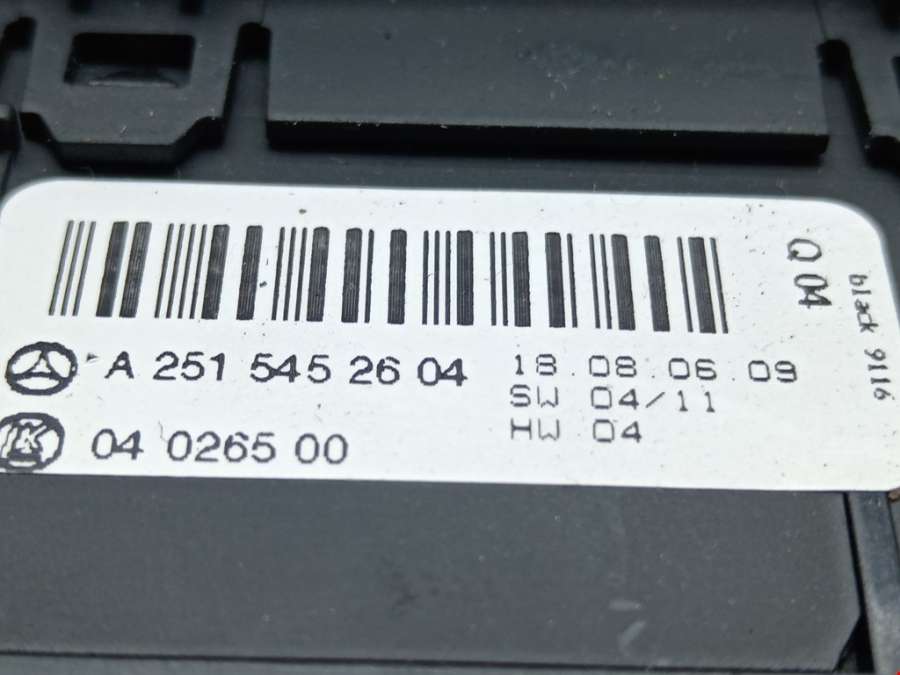 A 251 545 26 04
18.08.06.09
SW 04/11
HW 04
LK
04 0265 00
Q 04
black 9116